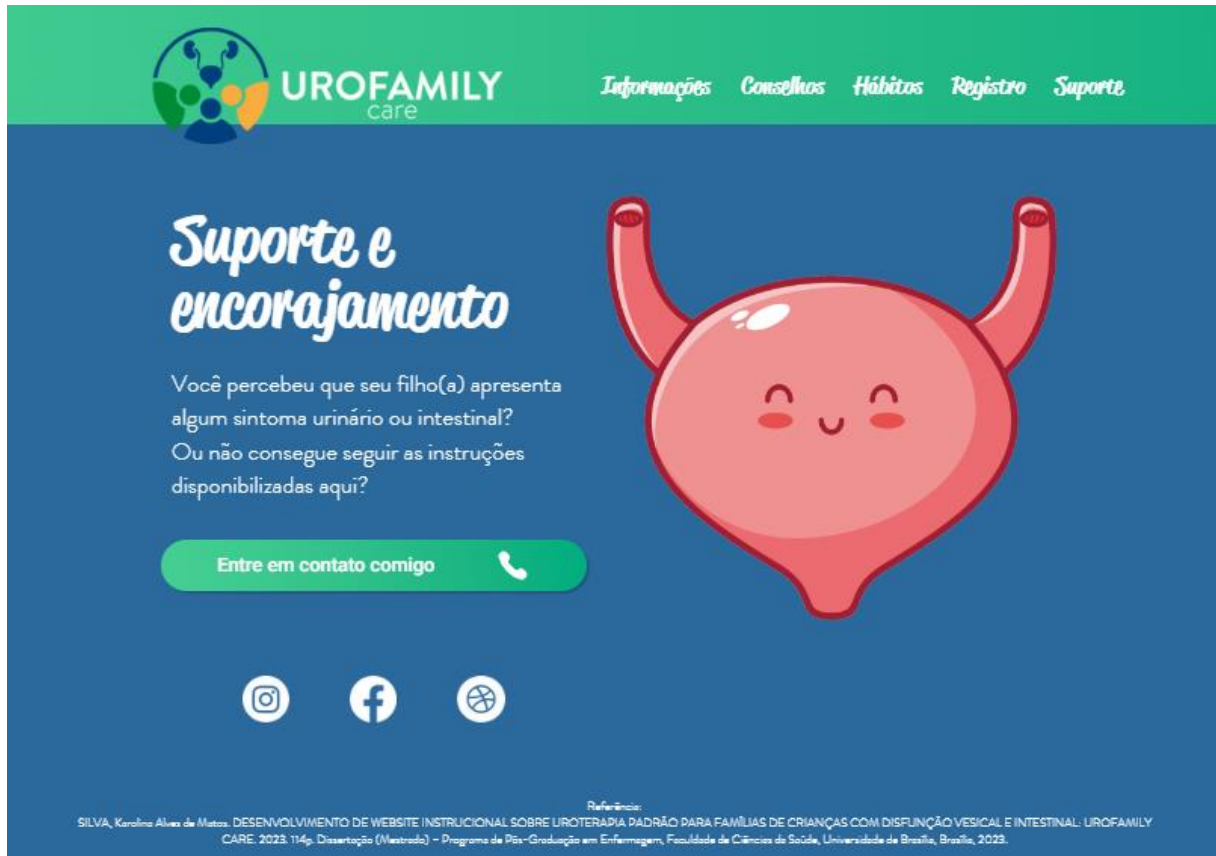 UROFAMILY
care
Informações Conselhos Hábitos Registro Suporte
Suporte e
encorajamento
Você percebeu que seu filho(a) apresenta
algum sintoma urinário ou intestinal?
Ou não consegue seguir as instruções
disponibilizadas aqui?
Entre em contato comigo
Referência:
SILVA, Karolina Alves de Matos. DESENVOLVIMENTO DE WEBSITE INSTRUCIONAL SOBRE UROTERAPIA PADRÃO PARA FAMÍLIAS DE CRIANÇAS COM DISFUNÇÃO VESICAL E INTESTINAL: UROFAMILY
CARE. 2023. 114p. Dissertação (Mestrado) – Programa de Pós-Graduação em Enfermagem, Faculdade de Ciências da Saúde, Universidade de Brasília, Brasília, 2023.